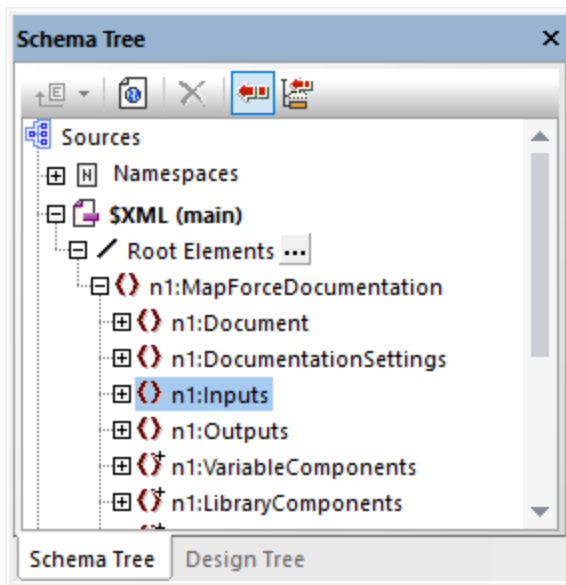 Schema Tree
Sources
Namespaces
$XML (main)
Root Elements ...
n1:MapForceDocumentation
n1:Document
n1:DocumentationSettings
n1:Inputs
n1:Outputs
n1:VariableComponents
n1:LibraryComponents
Schema Tree Design Tree